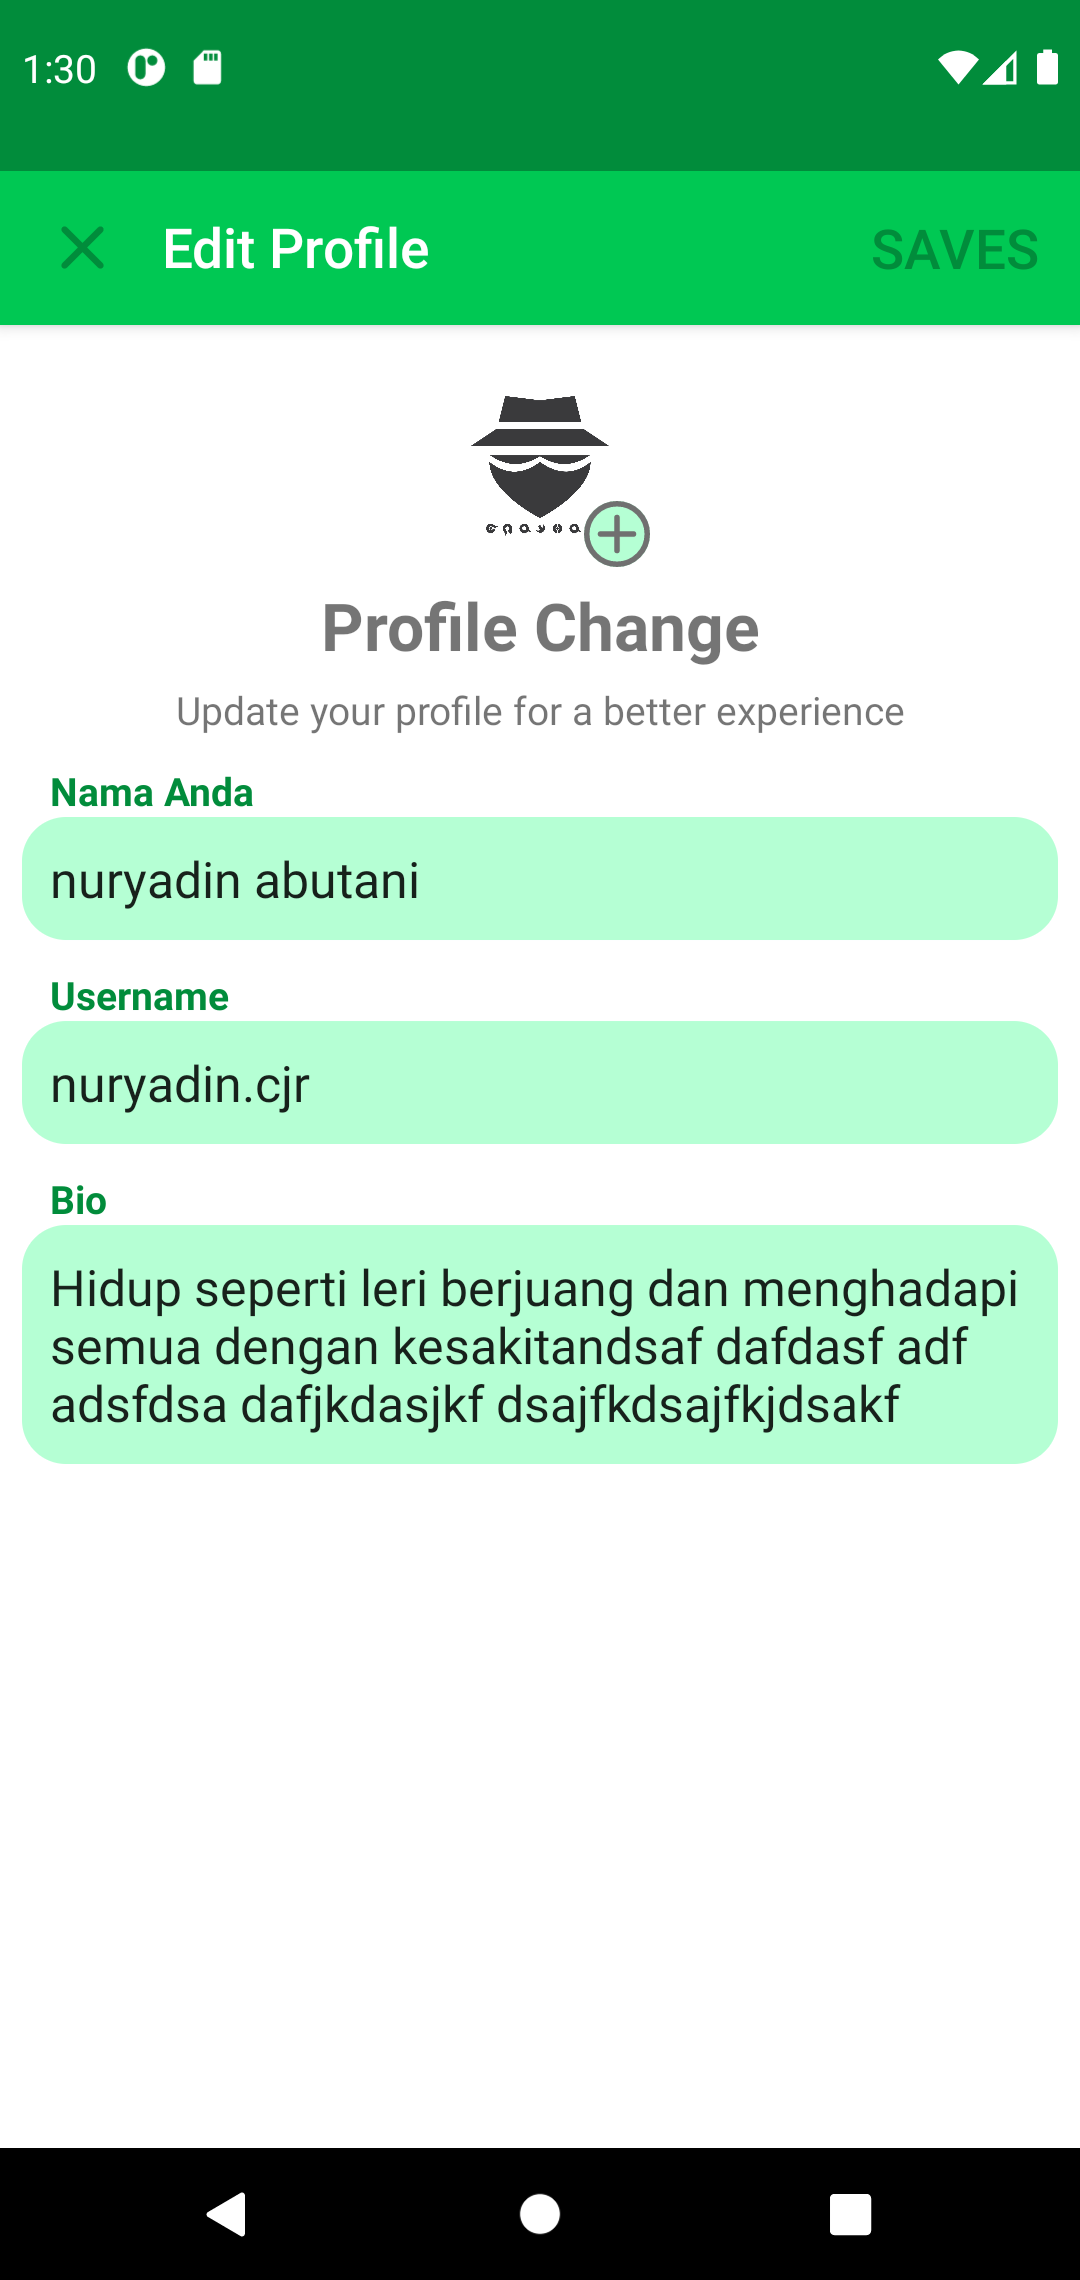 1:30
Edit Profile
SAVES
Profile Change
Update your profile for a better experience
Nama Anda
nuryadin abutani
Username
nuryadin.cjr
Bio
Hidup seperti leri berjuang dan menghadapi
semua dengan kesakitandsaf dafdasf adf
adsfdsa dafjkdasjkf dsajfkdsajfkjdsakf